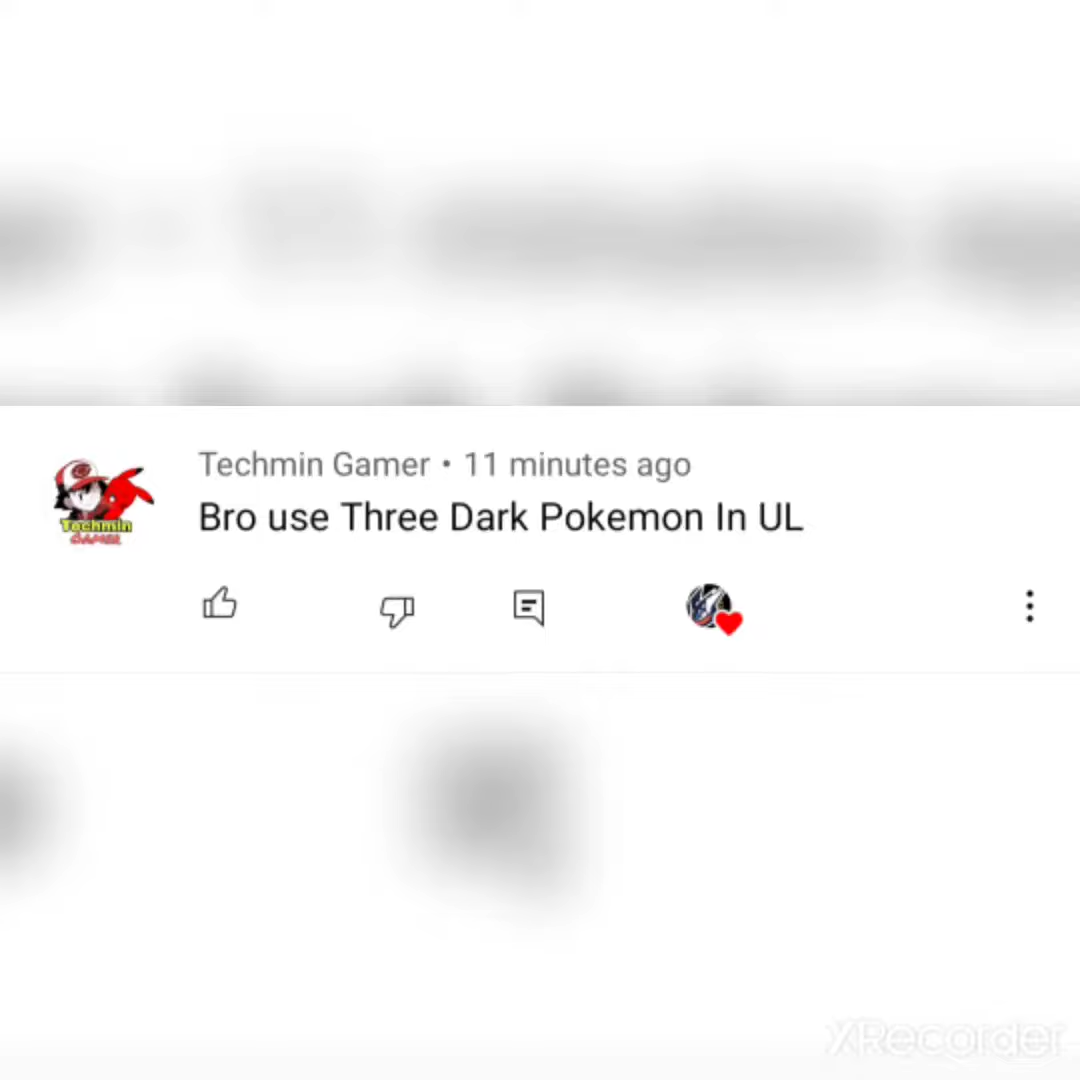 Techmin Gamer • 11 minutes ago
Bro use Three Dark Pokemon In UL
Techmin
GAMER
XRecorder